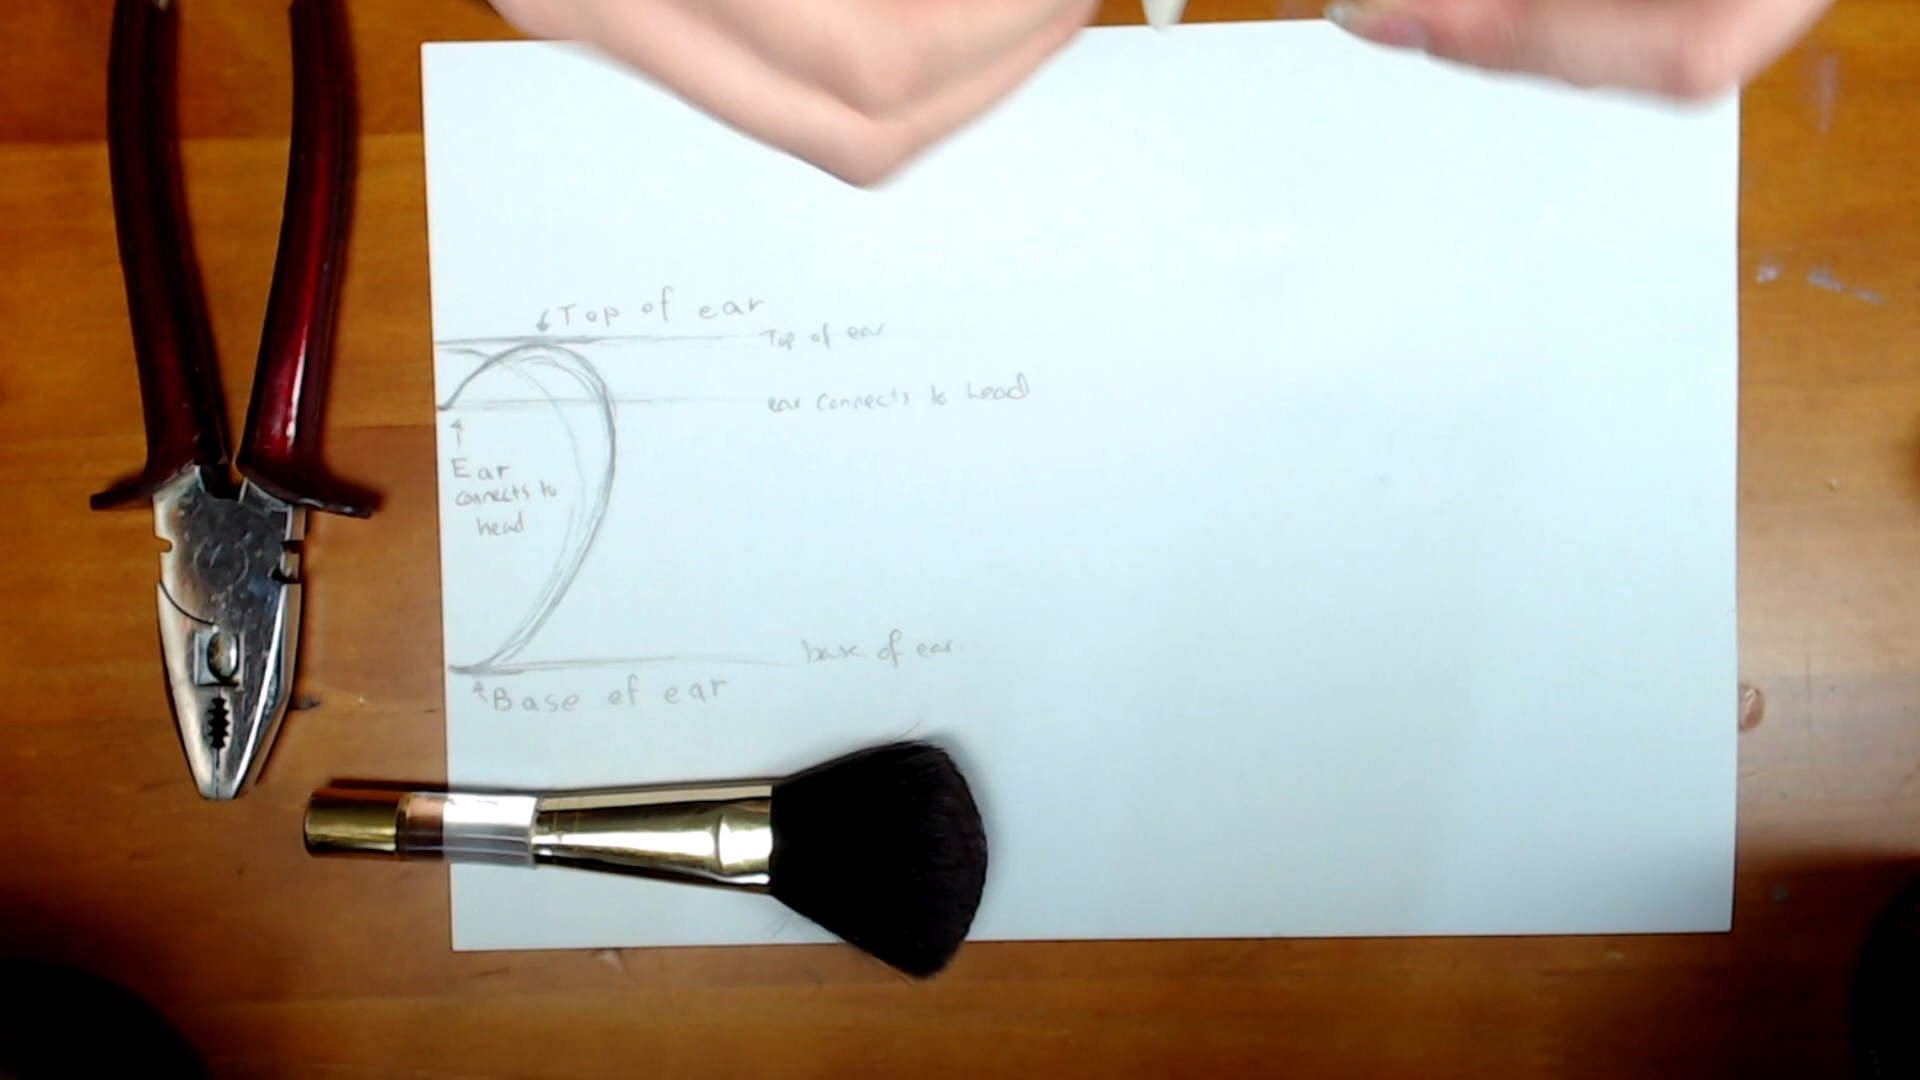 Top of ear
Top of ear
ear connects to head
Ear
connects to
head
base of ear
Base of ear